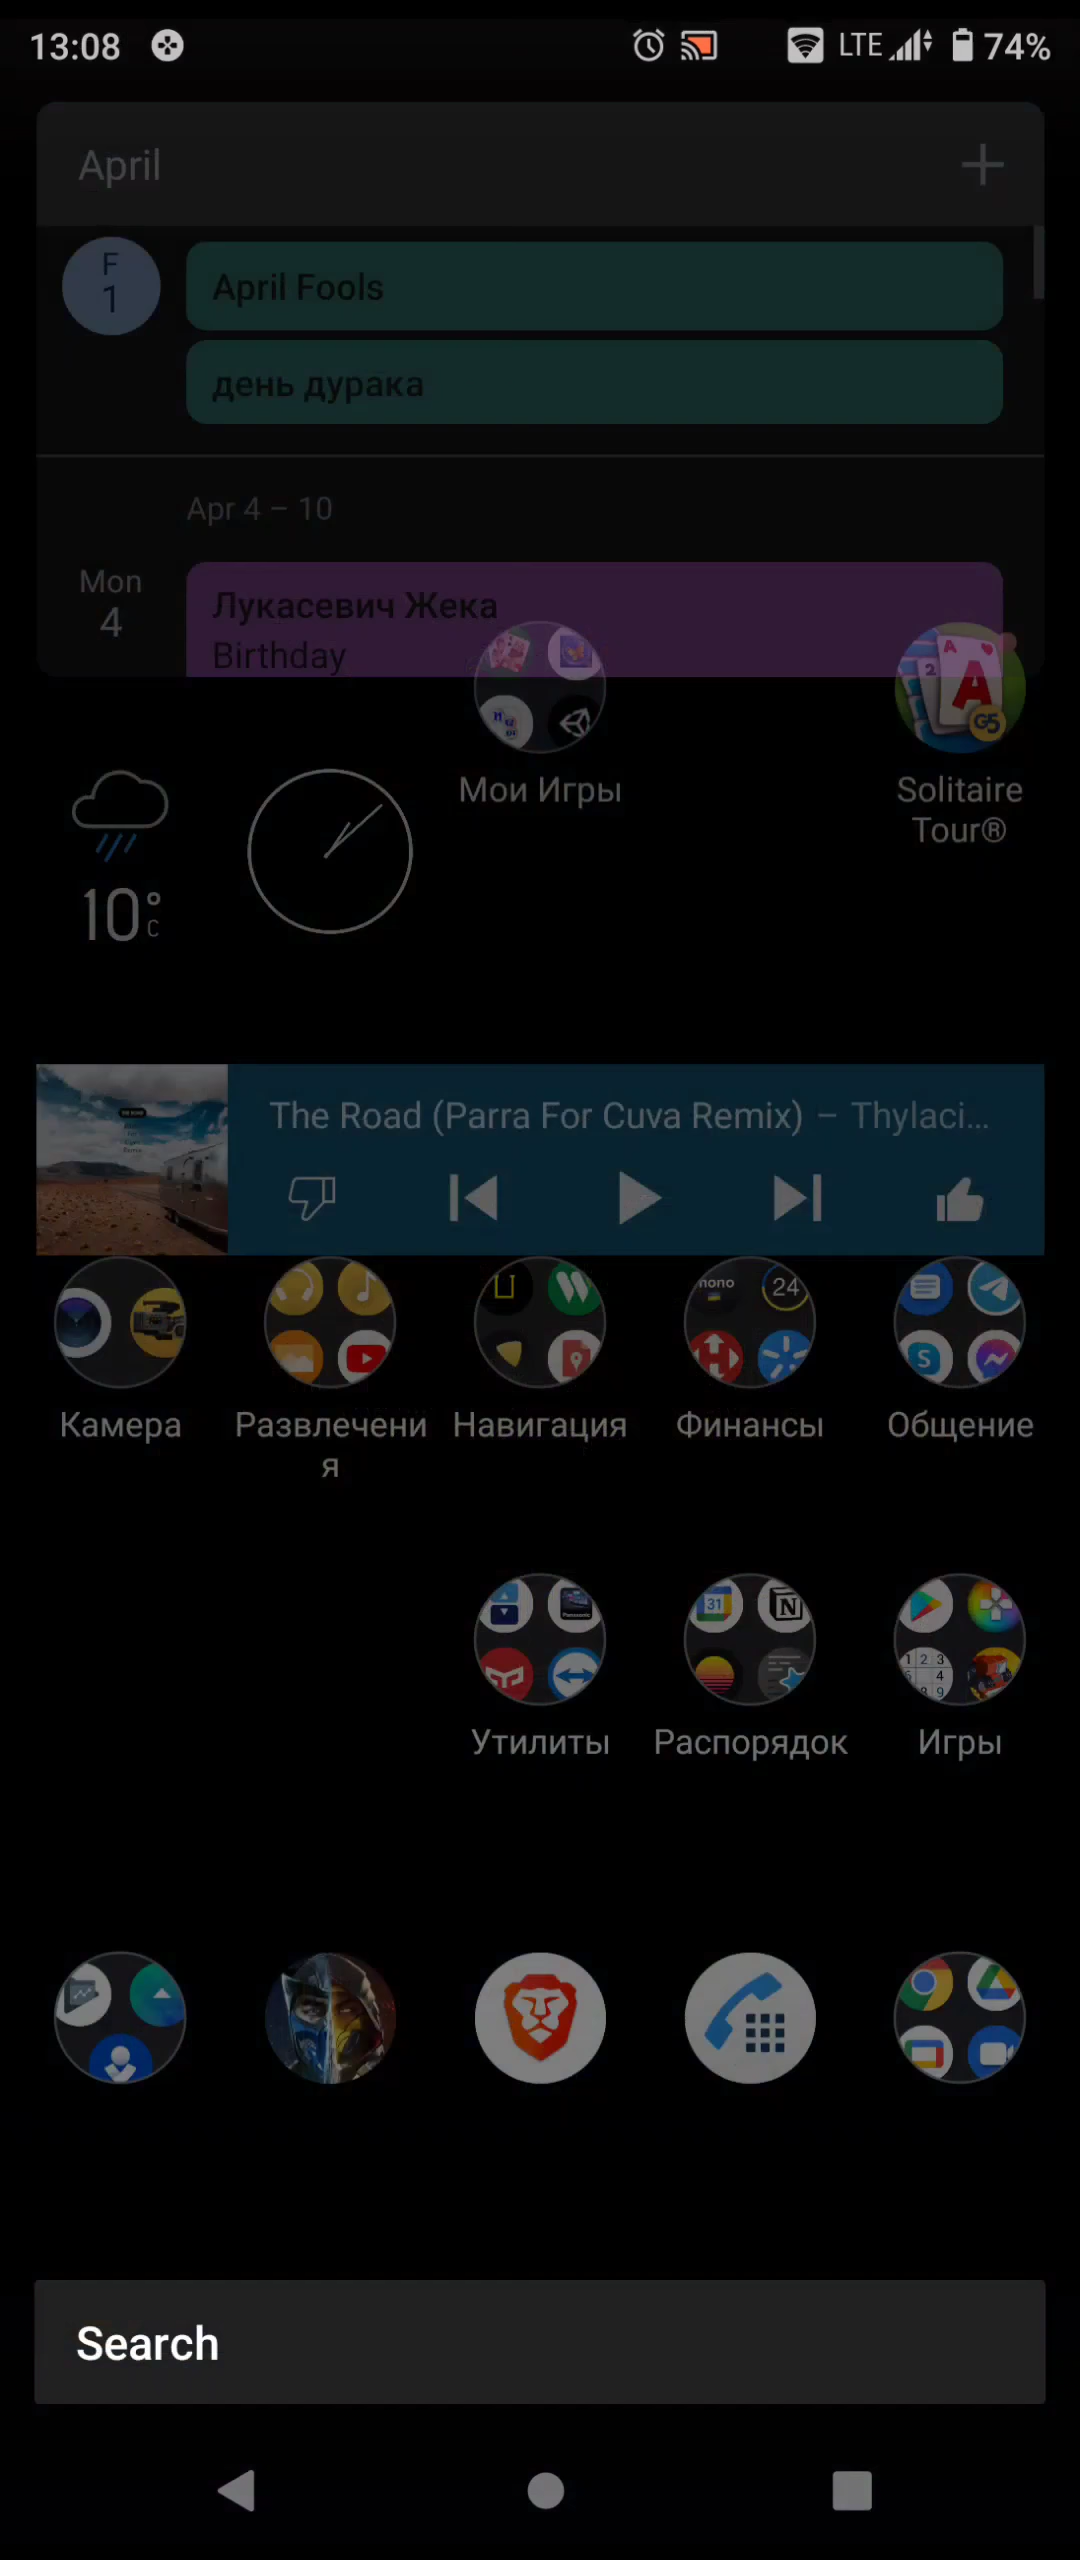 13:08 LTE 74%
April
F
1
April Fools
день дурака
Apr 4 – 10
Mon
4
Лукасевич Жека
Birthday
Мои Игры
Solitaire
Tour®
10°C
The Road (Parra For Cuva Remix) – Thylaci...
Камера
Развлечени
я
Навигация
Финансы
Общение
Утилиты
Распорядок
Игры
Search